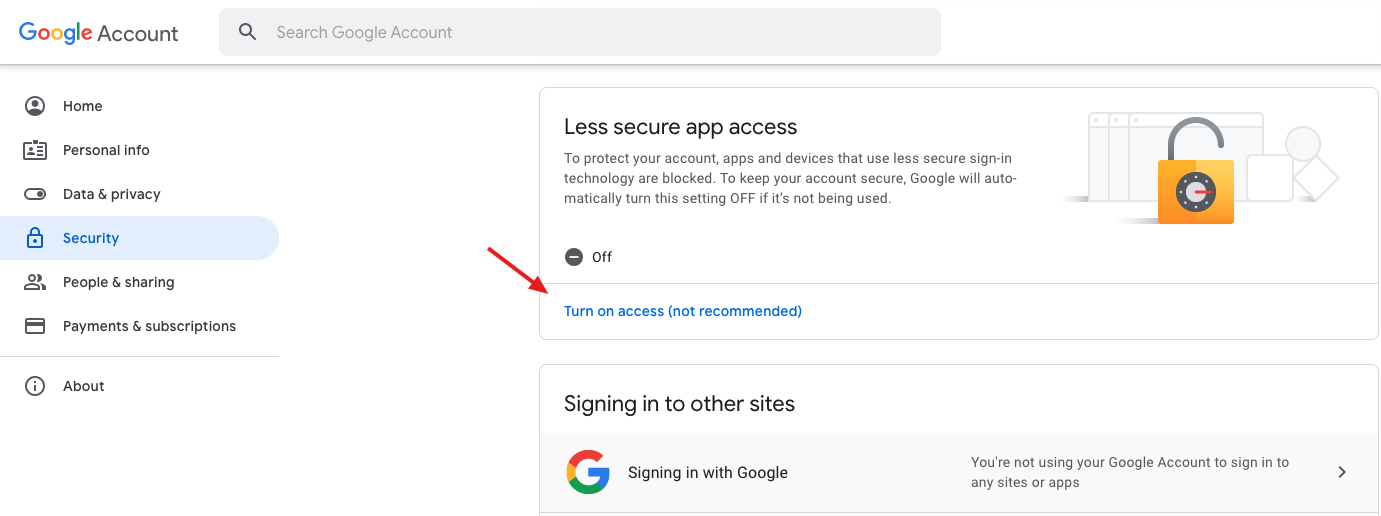 Google Account
Search Google Account
Home
Personal info
Data & privacy
Security
People & sharing
Payments & subscriptions
About
Less secure app access
To protect your account, apps and devices that use less secure sign-in
technology are blocked. To keep your account secure, Google will auto-
matically turn this setting OFF if it’s not being used.
Off
Turn on access (not recommended)
Signing in to other sites
Signing in with Google
You're not using your Google Account to sign in to
any sites or apps